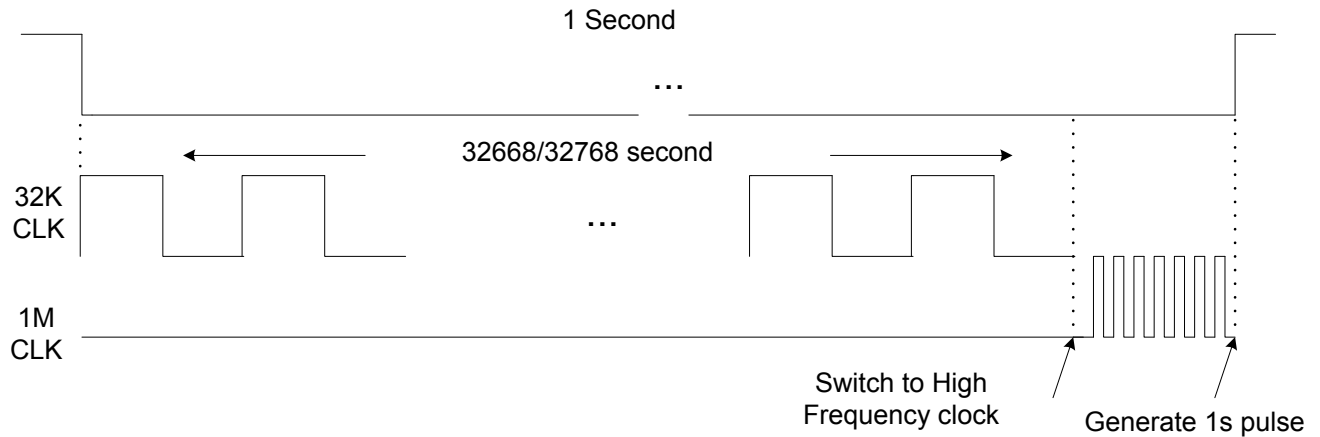 1 Second
...
32668/32768 second
32K
CLK
...
1M
CLK
Switch to High
Frequency clock
Generate 1s pulse